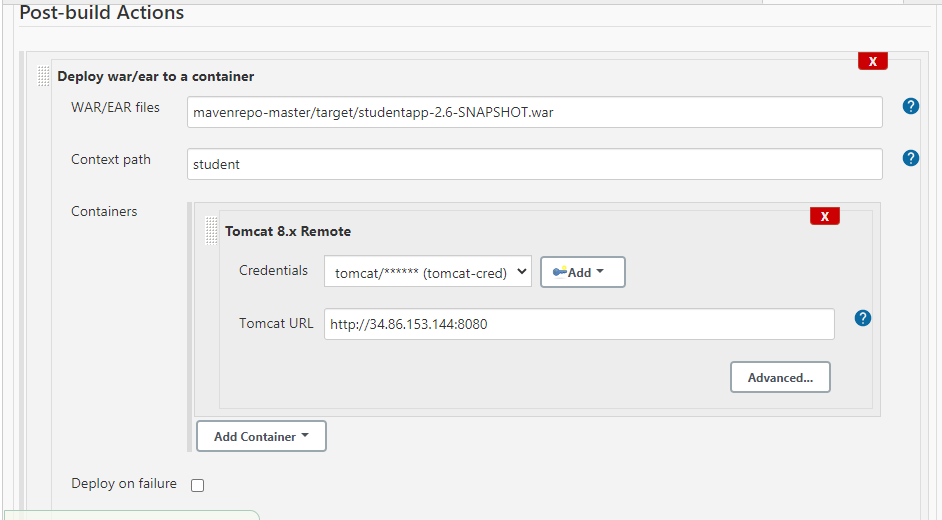 Post-build Actions
X
Deploy war/ear to a container
WAR/EAR files
mavenrepo-master/target/studentapp-2.6-SNAPSHOT.war
?
Context path
student
?
Containers
X
Tomcat 8.x Remote
Credentials
tomcat/****** (tomcat-cred)
Add
Tomcat URL
http://34.86.153.144:8080
?
Advanced...
Add Container
Deploy on failure